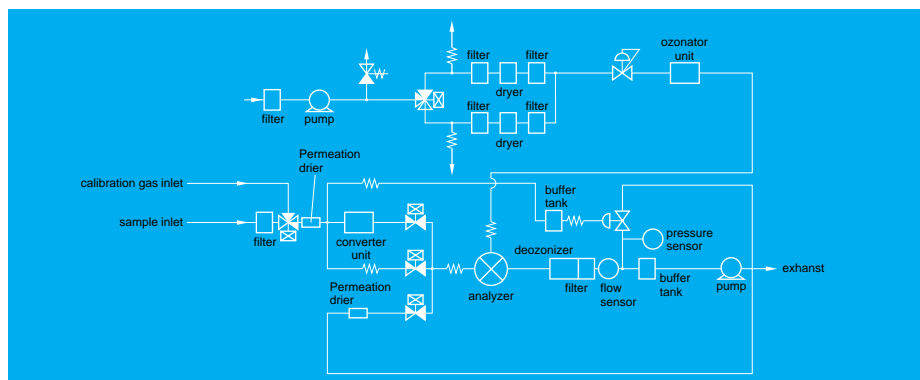 ozonator
unit
filter
filter
dryer
filter
filter
dryer
filter
pump
Permeation
drier
calibration gas inlet
sample inlet
filter
converter
unit
buffer
tank
pressure
sensor
deozonizer
analyzer
filter
flow
sensor
buffer
tank
pump
exhanst
Permeation
drier